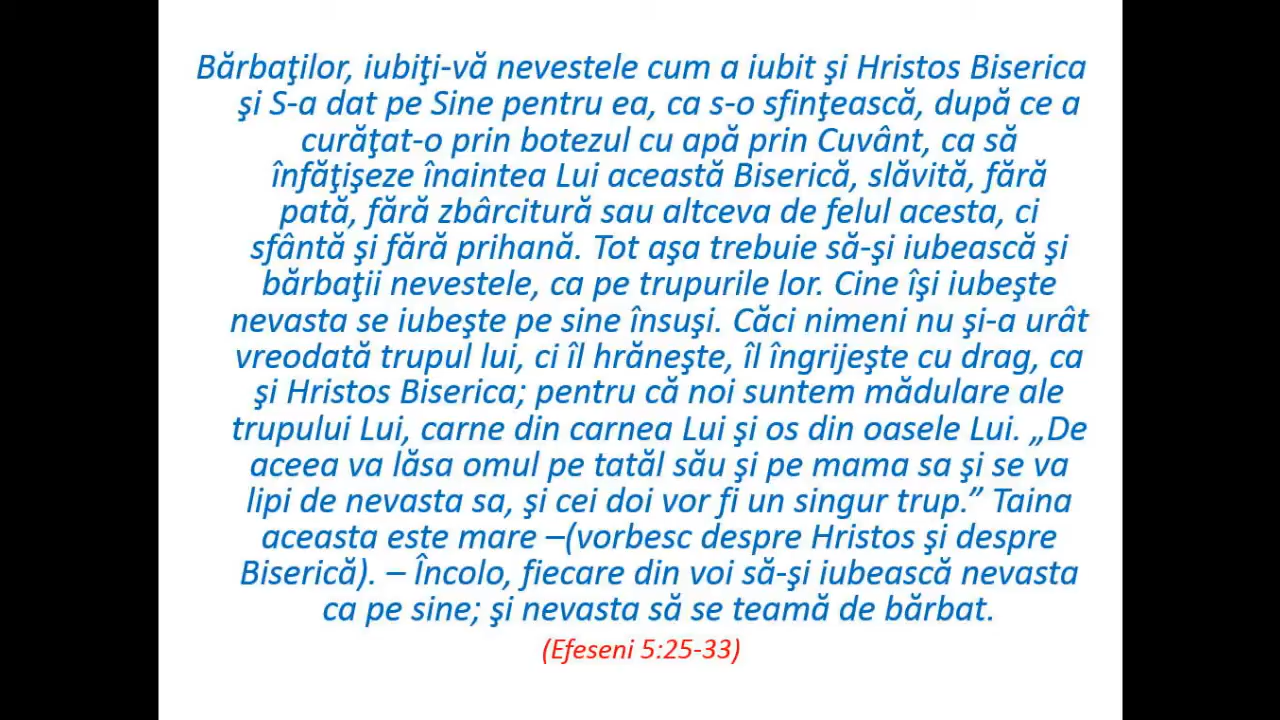 Bărbaţilor, iubiţi-vă nevestele cum a iubit şi Hristos Biserica
şi S-a dat pe Sine pentru ea, ca s-o sfinţească, după ce a
curăţat-o prin botezul cu apă prin Cuvânt, ca să
înfăţişeze înaintea Lui această Biserică, slăvită, fără
pată, fără zbârcitură sau altceva de felul acesta, ci
sfântă şi fără prihană. Tot aşa trebuie să-şi iubească şi
bărbaţii nevestele, ca pe trupurile lor. Cine îşi iubeşte
nevasta se iubeşte pe sine însuşi. Căci nimeni nu şi-a urât
vreodată trupul lui, ci îl hrăneşte, îl îngrijeşte cu drag, ca
şi Hristos Biserica; pentru că noi suntem mădulare ale
trupului Lui, carne din carnea Lui şi os din oasele Lui. „De
aceea va lăsa omul pe tatăl său şi pe mama sa şi se va
lipi de nevasta sa, şi cei doi vor fi un singur trup.” Taina
aceasta este mare –(vorbesc despre Hristos şi despre
Biserică). – Încolo, fiecare din voi să-şi iubească nevasta
ca pe sine; şi nevasta să se teamă de bărbat.
(Efeseni 5:25-33)